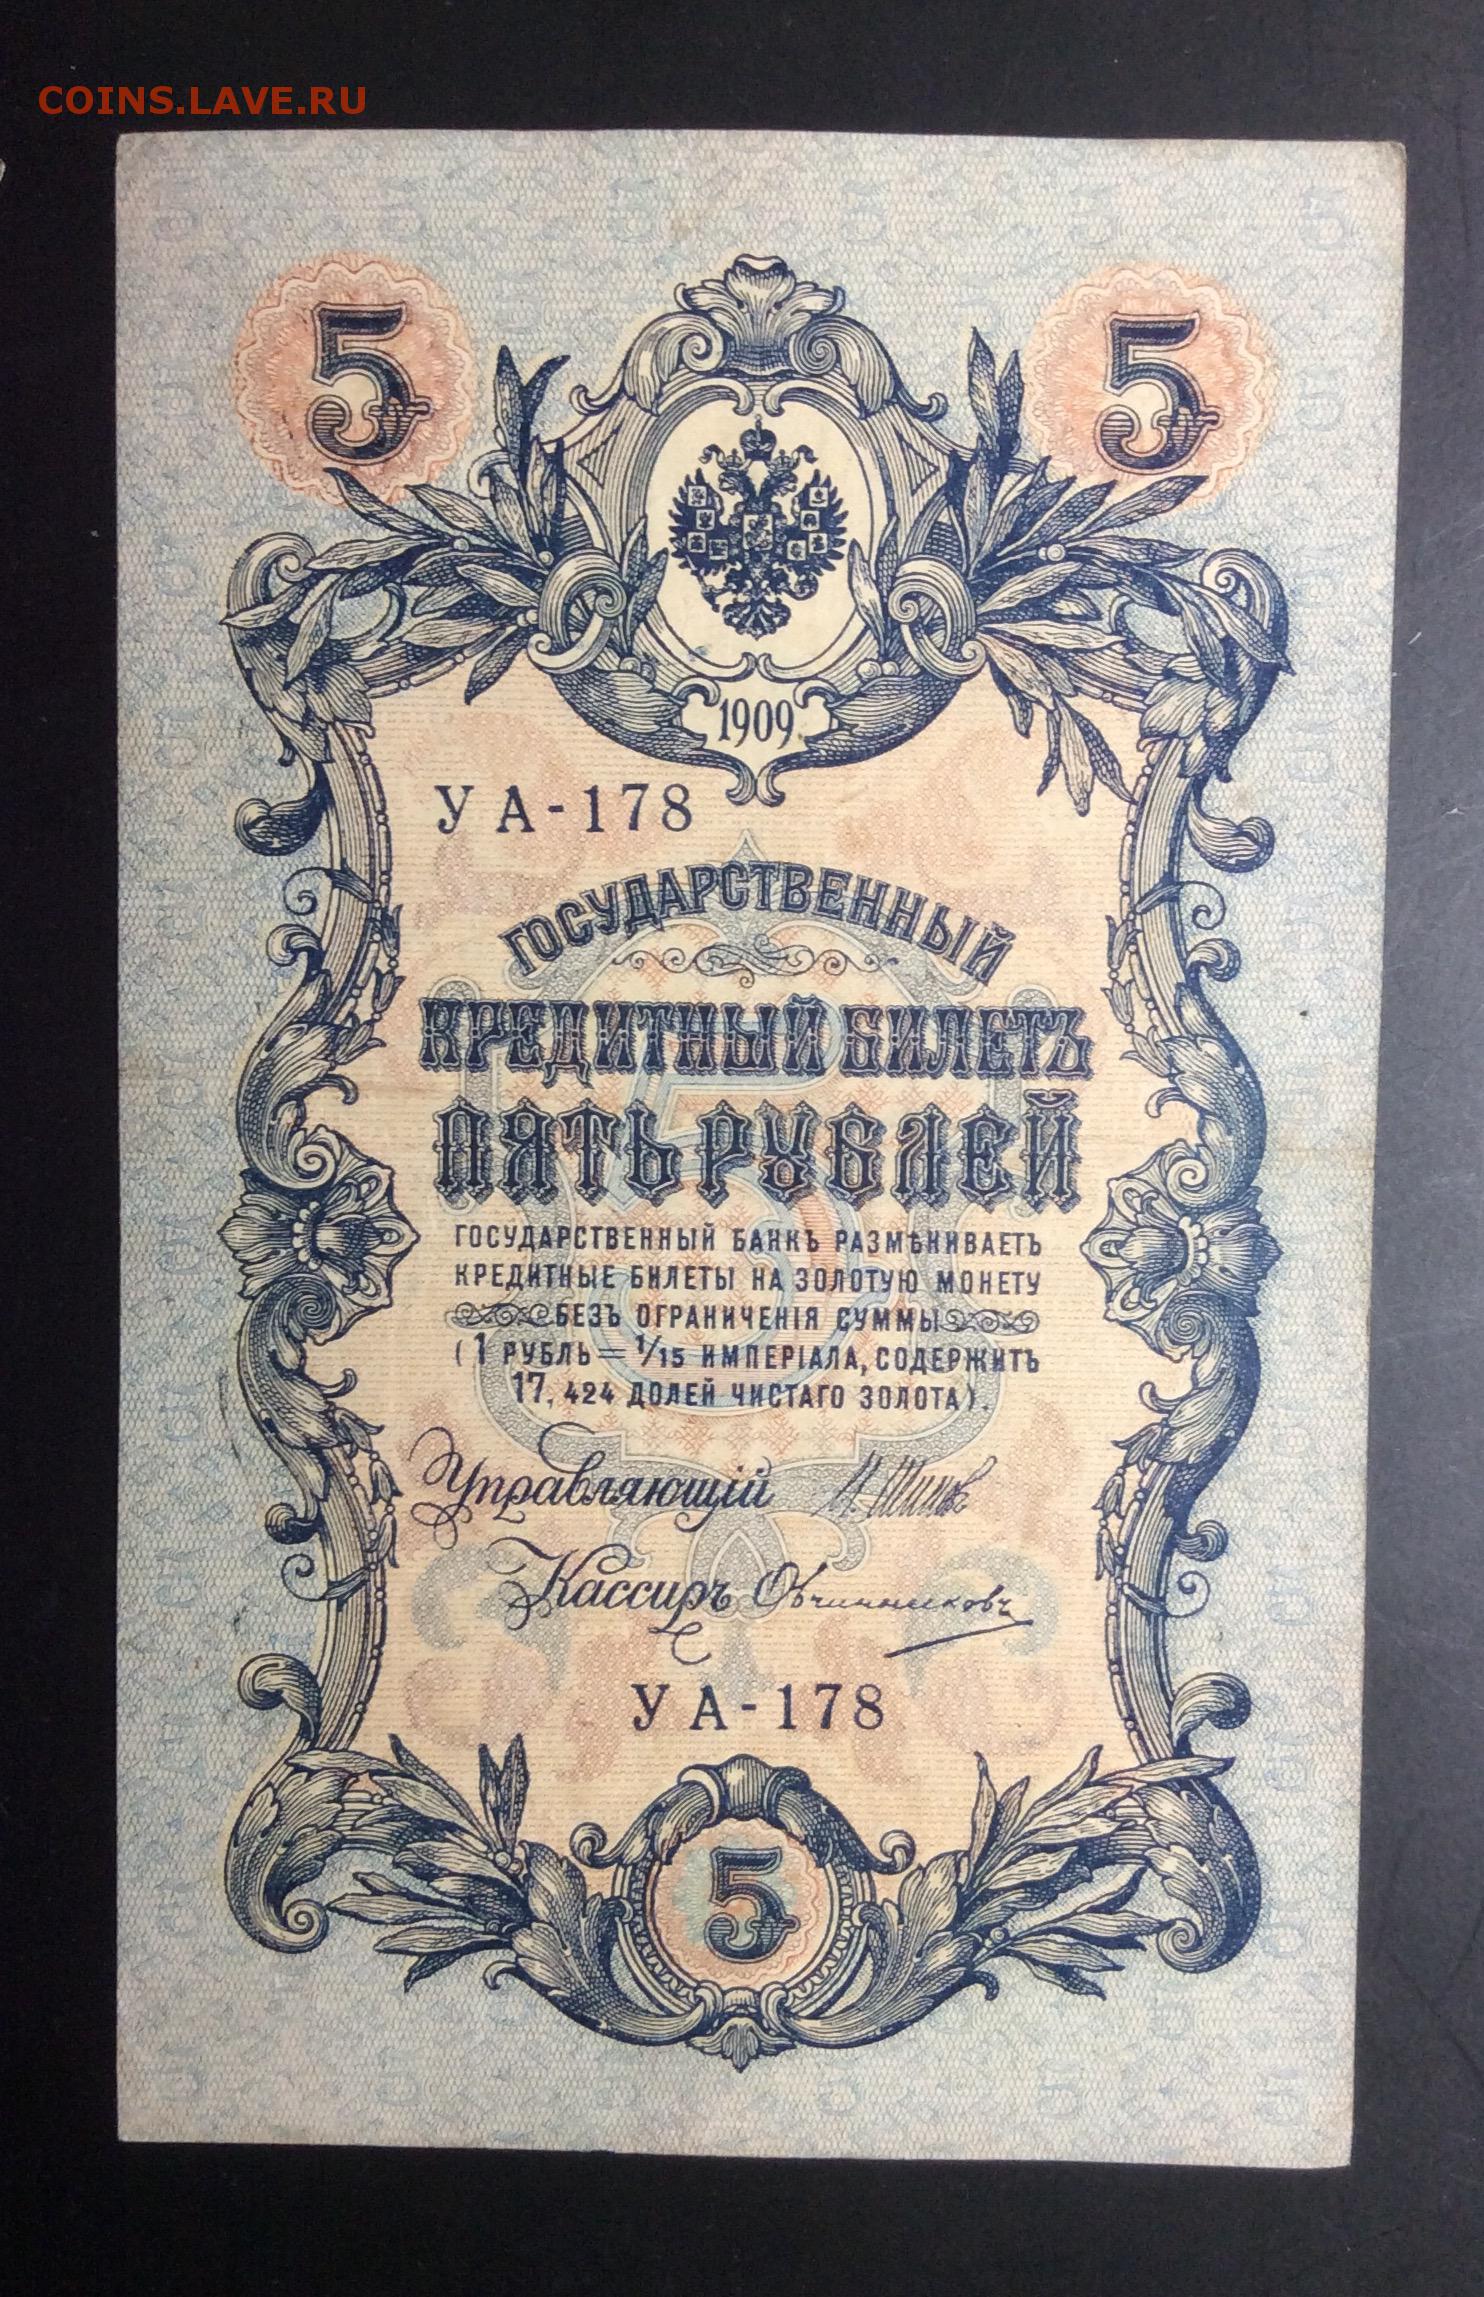 COINS.LAVE.RU
5 5
1909
УА-178
ГОСУДАРСТВЕННЫЙ
КРЕДИТНЫЙ БИЛЕТЪ
ПЯТЬ РУБЛЕЙ
ГОСУДАРСТВЕННЫЙ БАНКЪ РАЗМѢНИВАЕТЪ
КРЕДИТНЫЕ БИЛЕТЫ НА ЗОЛОТУЮ МОНЕТУ
БЕЗЪ ОГРАНИЧЕНІЯ СУММЫ
(1 РУБЛЬ = 1/15 ИМПЕРІАЛА, СОДЕРЖИТЪ
17,424 ДОЛЕЙ ЧИСТАГО ЗОЛОТА).
Управляющій И. Шиповъ
Кассиръ Овчинниковъ
УА-178
5